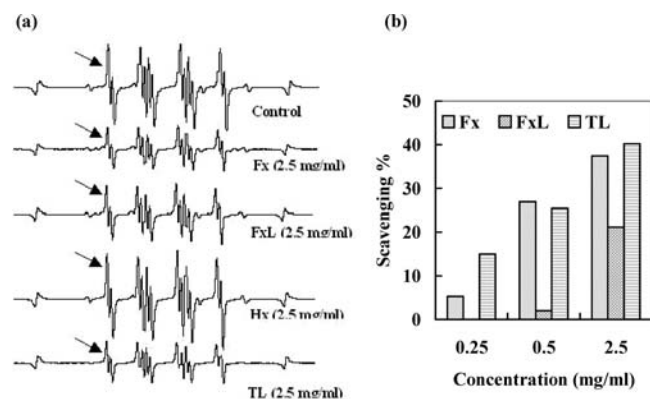 (a)
Control
Fx (2.5 mg/ml)
FxL (2.5 mg/ml)
Hx (2.5 mg/ml)
TL (2.5 mg/ml)
(b)
Fx FxL TL
Scavenging %
50
40
30
20
10
0
0.25 0.5 2.5
Concentration (mg/ml)